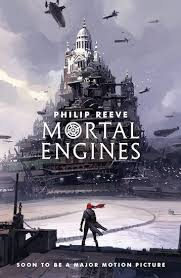 PHILIP REEVE
MORTAL
ENGINES
SOON TO BE A MAJOR MOTION PICTURE